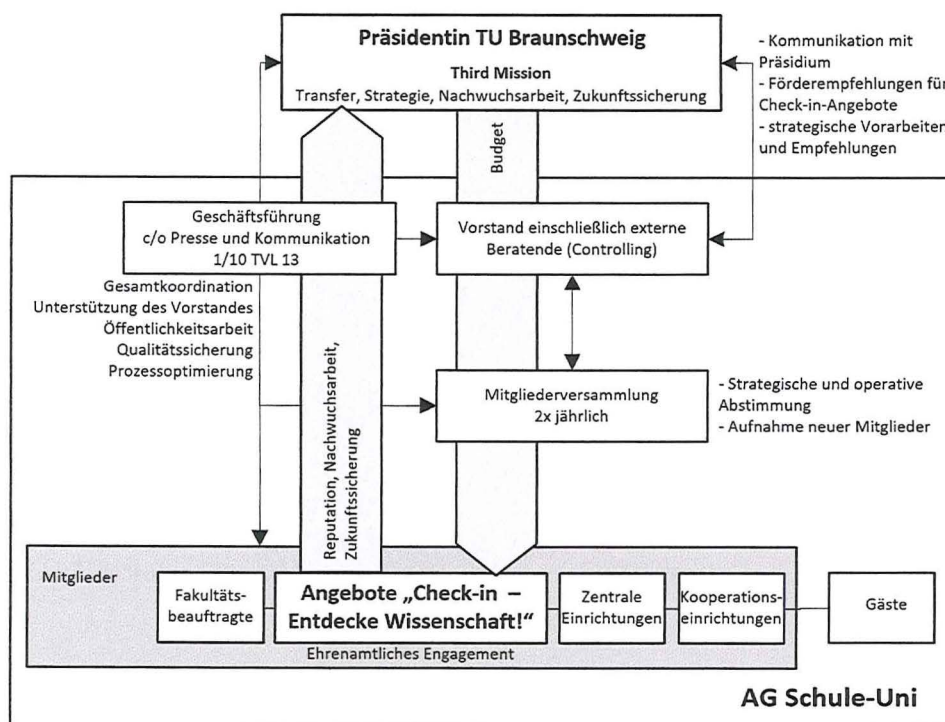 Präsidentin TU Braunschweig
Third Mission
Transfer, Strategie, Nachwuchsarbeit, Zukunftssicherung
- Kommunikation mit
Präsidium
- Förderempfehlungen für
Check-in-Angebote
- strategische Vorarbeiten
und Empfehlungen
Budget
Geschäftsführung
c/o Presse und Kommunikation
1/10 TVL 13
Vorstand einschließlich externe
Beratende (Controlling)
Gesamtkoordination
Unterstützung des Vorstandes
Öffentlichkeitsarbeit
Qualitätssicherung
Prozessoptimierung
Reputation, Nachwuchsarbeit,
Zukunftssicherung
Mitgliederversammlung
2x jährlich
- Strategische und operative
Abstimmung
- Aufnahme neuer Mitglieder
Mitglieder
Fakultäts-
beauftragte
Angebote „Check-in –
Entdecke Wissenschaft!“
Zentrale
Einrichtungen
Kooperations-
einrichtungen
Gäste
Ehrenamtliches Engagement
AG Schule-Uni